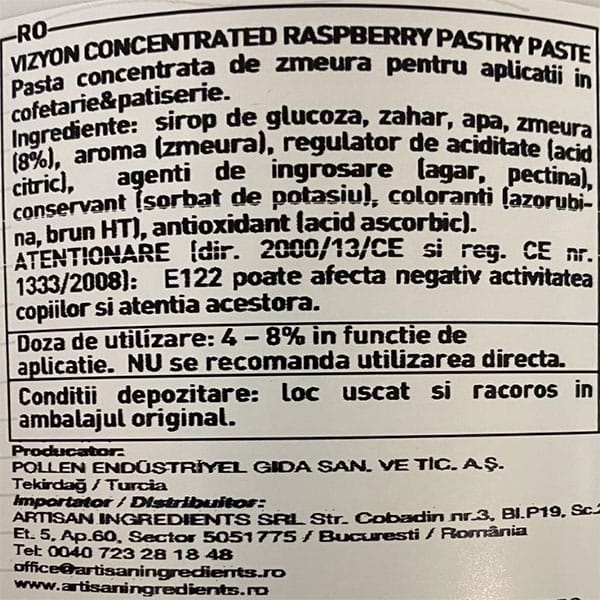 RO
VIZYON CONCENTRATED RASPBERRY PASTRY PASTE
Pasta concentrata de zmeura pentru aplicatii in
cofetarie&patiserie.
Ingrediente: sirop de glucoza, zahar, apa, zmeura
(8%), aroma (zmeura), regulator de aciditate (acid
citric), agenti de ingrosare (agar, pectina),
conservant (sorbat de potasiu), coloranti (azorubi-
na, brun HT), antioxidant (acid ascorbic).
ATENTIONARE (dir. 2000/13/CE si reg. CE nr.
1333/2008): E122 poate afecta negativ activitatea
copiilor si atentia acestora.
Doza de utilizare: 4 – 8% in functie de
aplicatie. NU se recomanda utilizarea directa.
Conditii depozitare: loc uscat si racoros in
ambalajul original.
Producator:
POLLEN ENDÜSTRİYEL GIDA SAN. VE TİC. A.Ş.
Tekirdağ / Turcia
Importator / Distribuitor:
ARTISAN INGREDIENTS SRL Str. Cobadin nr.3, Bl.P19, Sc.2
Et. 5, Ap.60, Sector 5051775 / Bucuresti / România
Tel: 0040 723 28 18 48
office@artisaningredients.ro
www.artisaningredients.ro